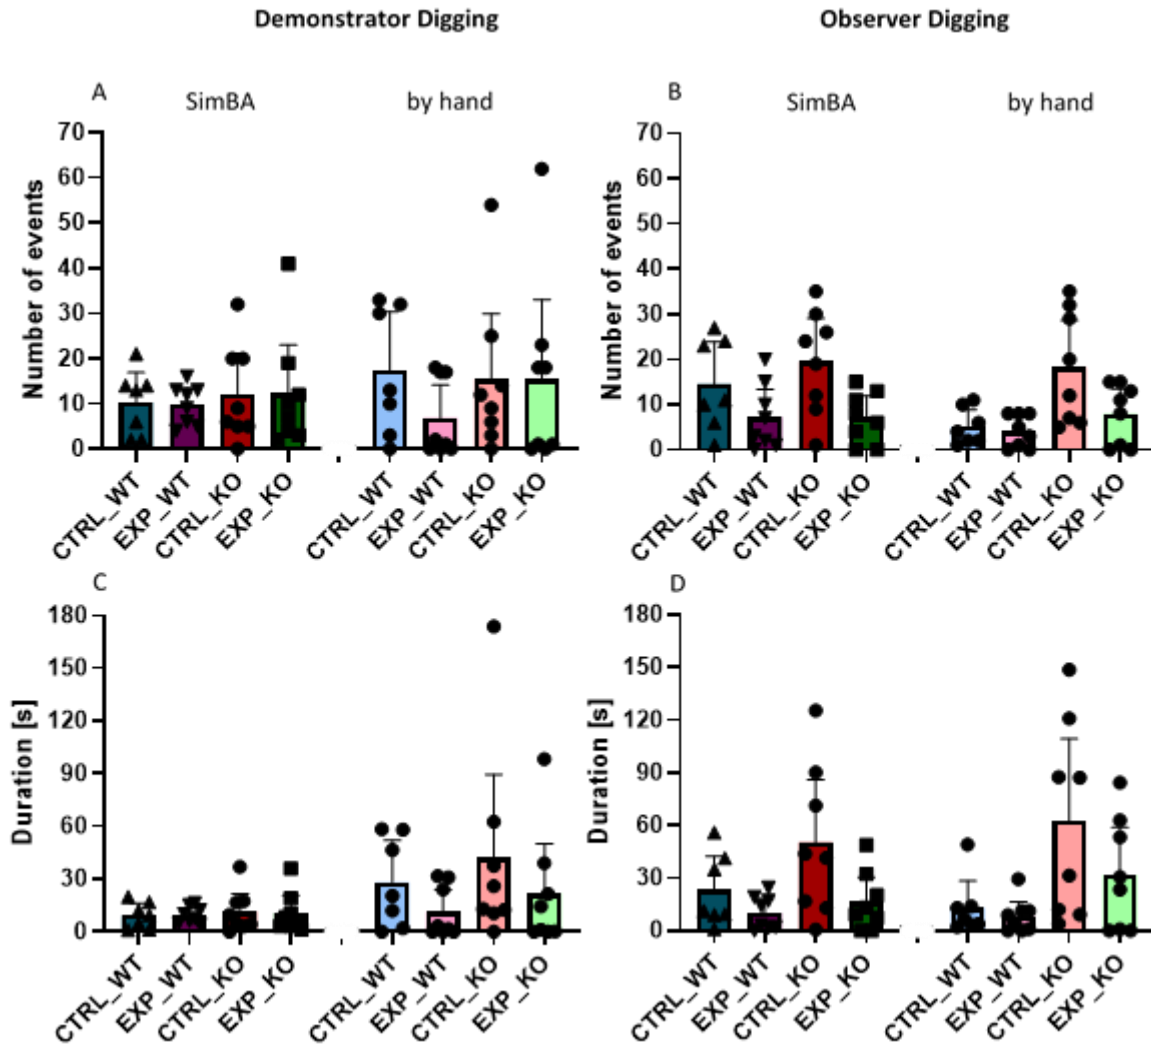 Demonstrator Digging
Observer Digging
A
SimBA
by hand
Number of events
70
60
50
40
30
20
10
0
CTRL_WT
EXP_WT
CTRL_KO
EXP_KO
CTRL_WT
EXP_WT
CTRL_KO
EXP_KO
B
SimBA
by hand
Number of events
70
60
50
40
30
20
10
0
CTRL_WT
EXP_WT
CTRL_KO
EXP_KO
CTRL_WT
EXP_WT
CTRL_KO
EXP_KO
C
Duration [s]
180
150
120
90
60
30
0
CTRL_WT
EXP_WT
CTRL_KO
EXP_KO
CTRL_WT
EXP_WT
CTRL_KO
EXP_KO
D
Duration [s]
180
150
120
90
60
30
0
CTRL_WT
EXP_WT
CTRL_KO
EXP_KO
CTRL_WT
EXP_WT
CTRL_KO
EXP_KO